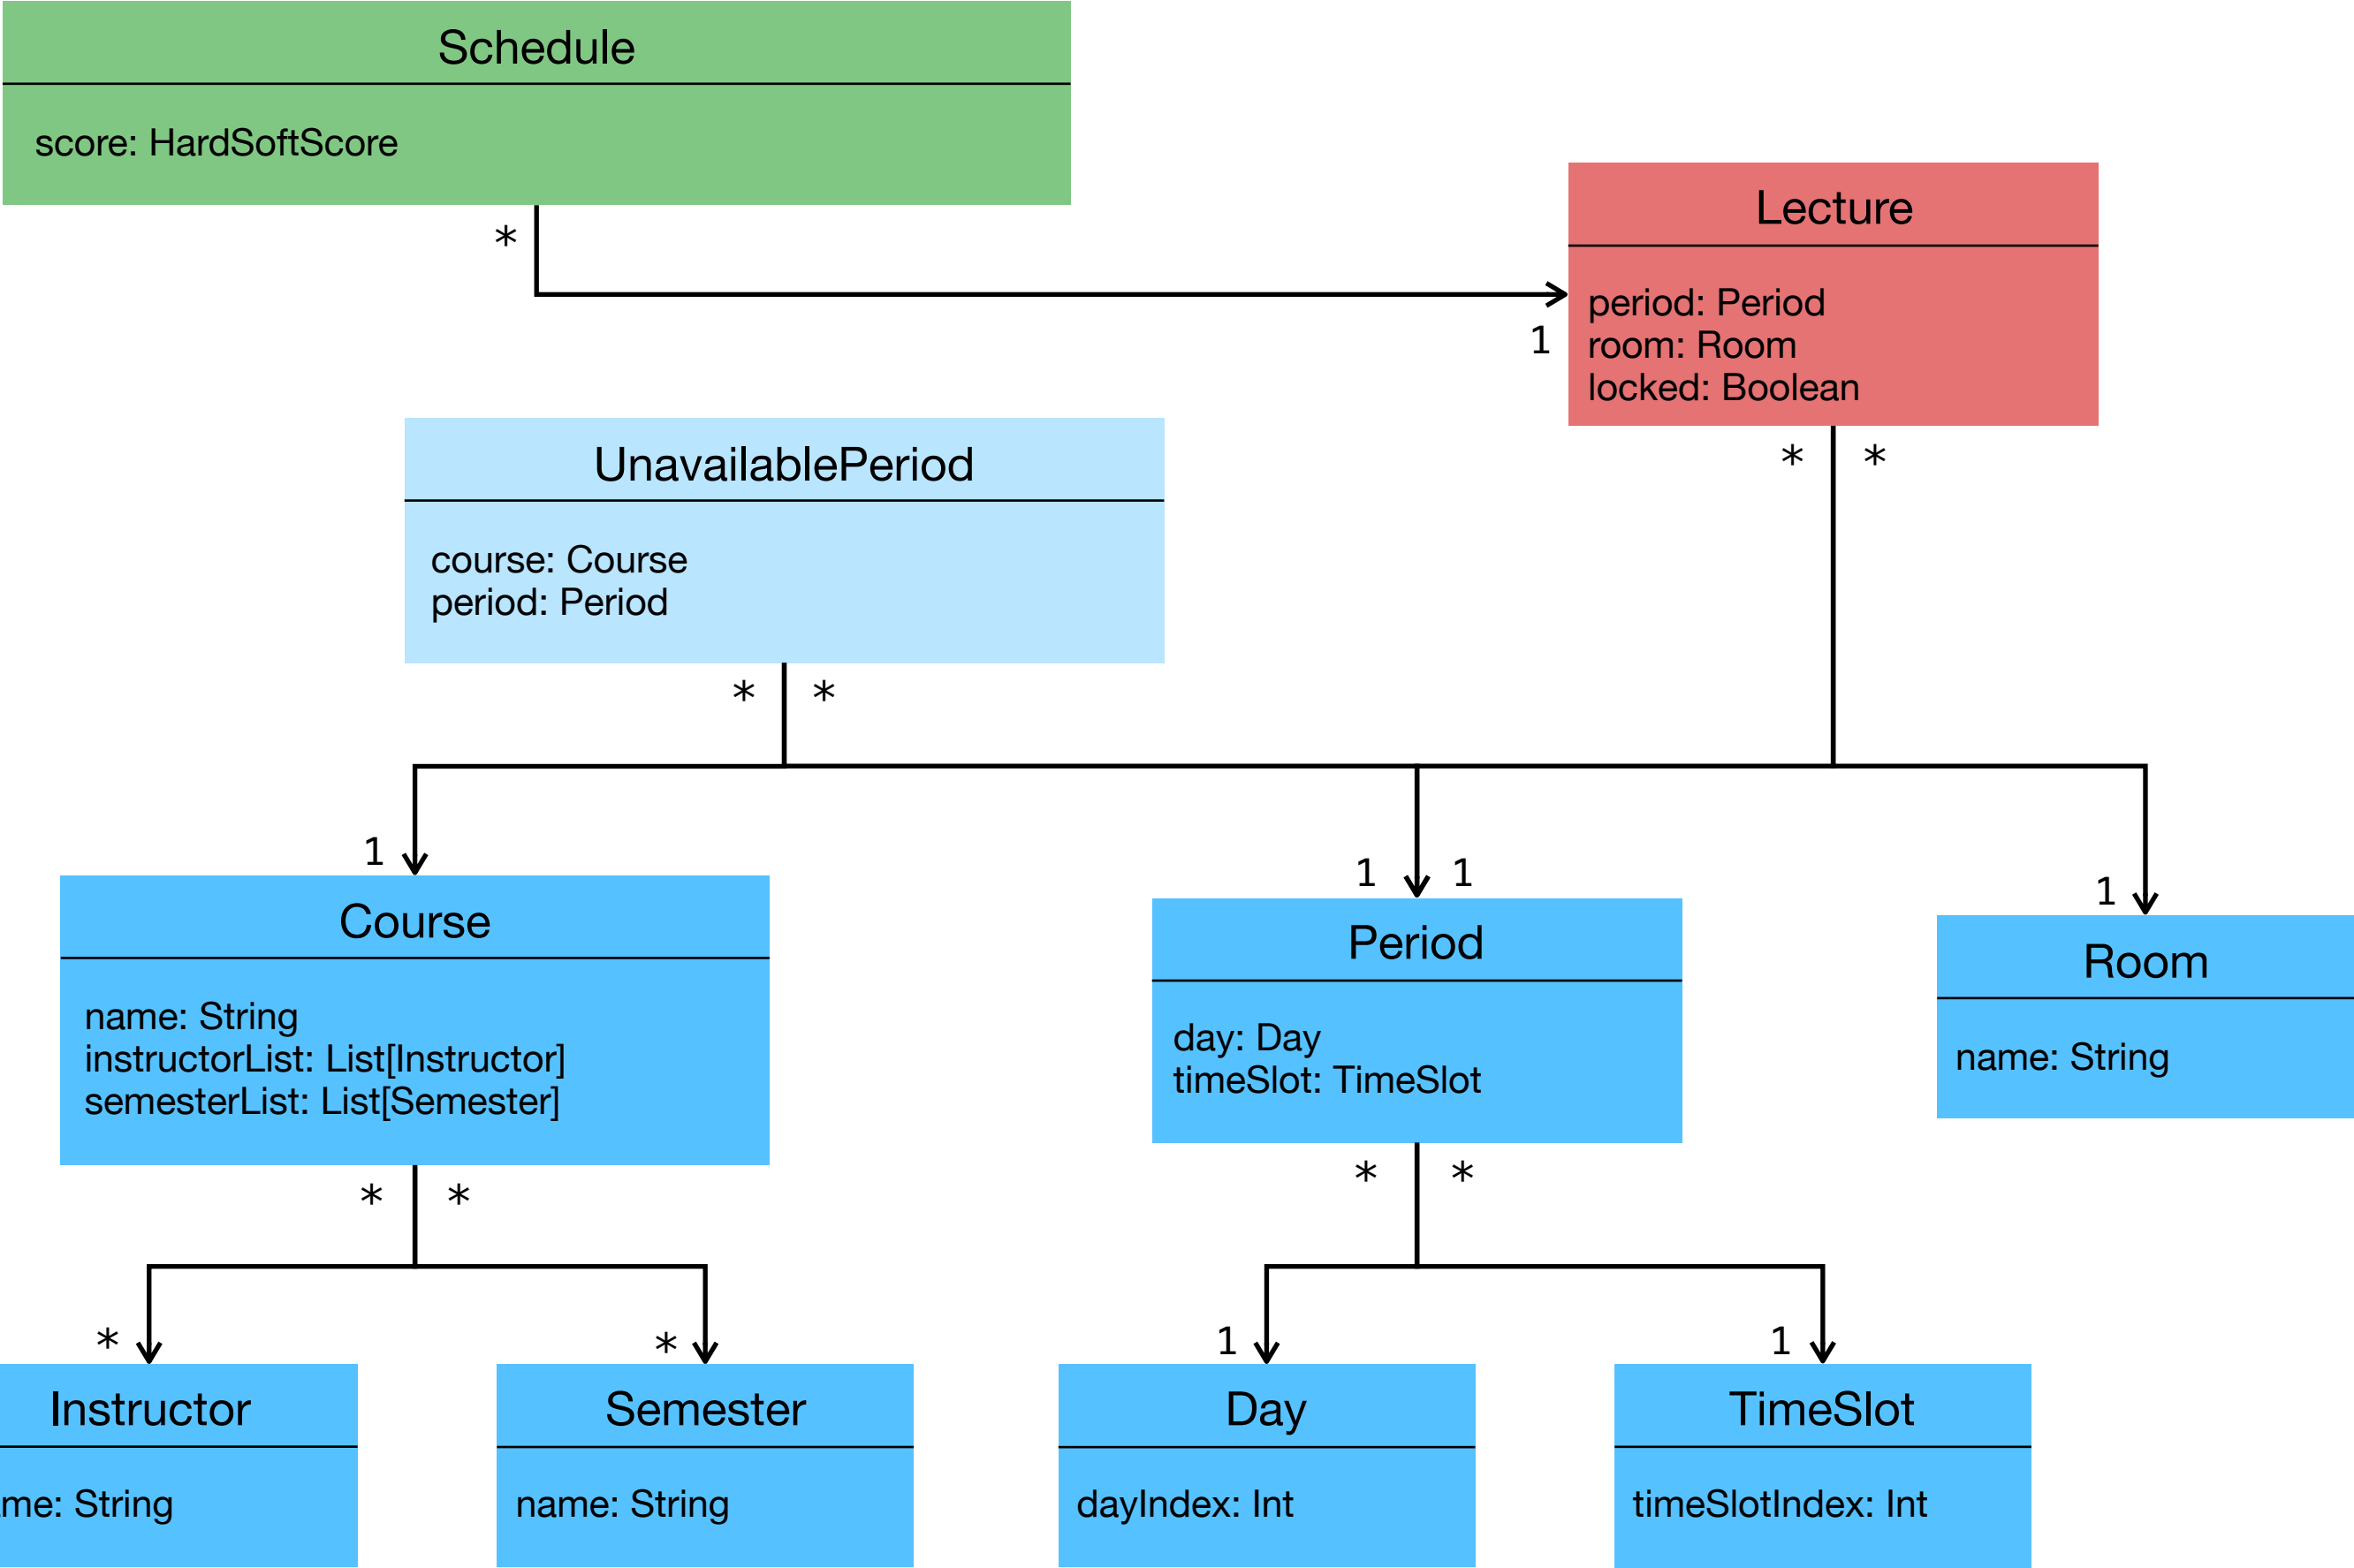 Schedule
score: HardSoftScore
*
1
Lecture
period: Period
room: Room
locked: Boolean
* *
UnavailablePeriod
course: Course
period: Period
* *
1
1 1
1
Course
name: String
instructorList: List[Instructor]
semesterList: List[Semester]
* *
Period
day: Day
timeSlot: TimeSlot
* *
Room
name: String
*
*
1
1
Instructor
me: String
Semester
name: String
Day
dayIndex: Int
TimeSlot
timeSlotIndex: Int